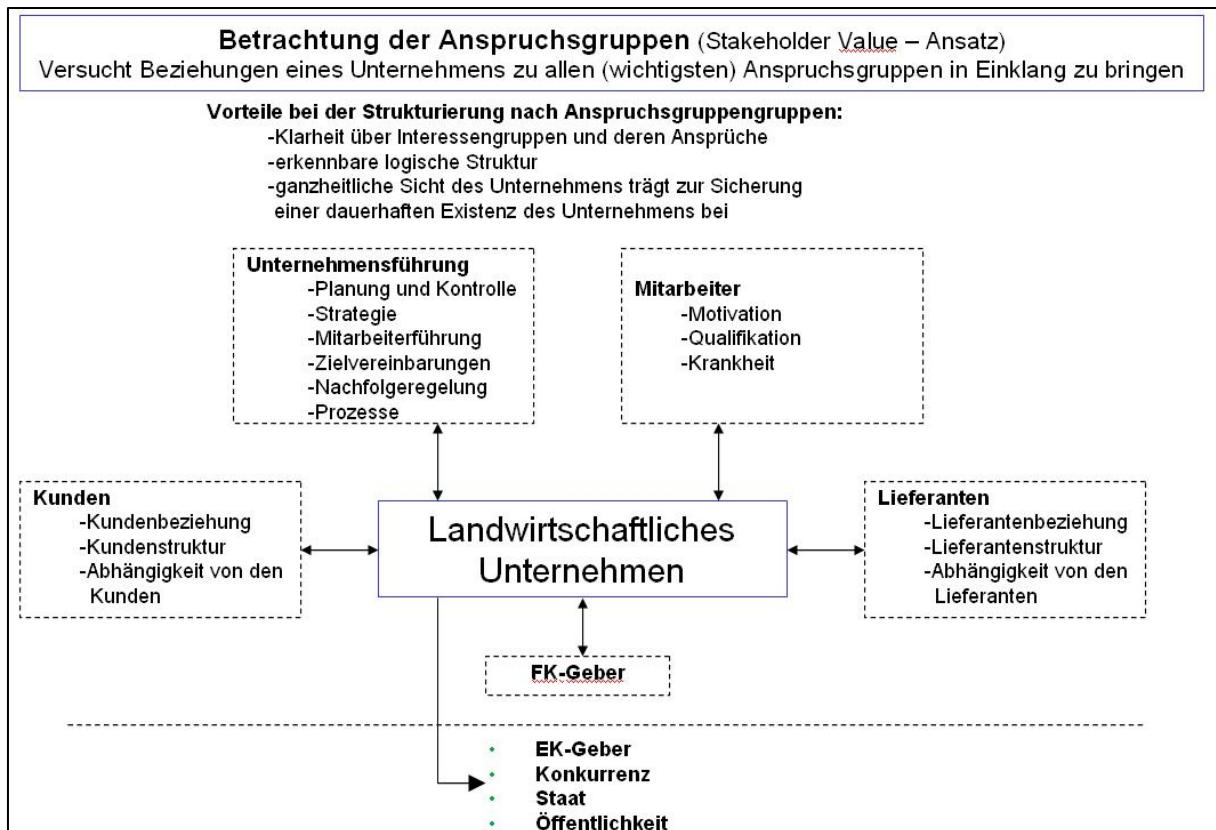 Betrachtung der Anspruchsgruppen (Stakeholder Value – Ansatz)
Versucht Beziehungen eines Unternehmens zu allen (wichtigsten) Anspruchsgruppen in Einklang zu bringen
Vorteile bei der Strukturierung nach Anspruchsgruppengruppen:
-Klarheit über Interessengruppen und deren Ansprüche
-erkennbare logische Struktur
-ganzheitliche Sicht des Unternehmens trägt zur Sicherung
einer dauerhaften Existenz des Unternehmens bei
Unternehmensführung
-Planung und Kontrolle
-Strategie
-Mitarbeiterführung
-Zielvereinbarungen
-Nachfolgeregelung
-Prozesse
Mitarbeiter
-Motivation
-Qualifikation
-Krankheit
Kunden
-Kundenbeziehung
-Kundenstruktur
-Abhängigkeit von den
Kunden
Landwirtschaftliches
Unternehmen
Lieferanten
-Lieferantenbeziehung
-Lieferantenstruktur
-Abhängigkeit von den
Lieferanten
FK-Geber
• EK-Geber
• Konkurrenz
• Staat
• Öffentlichkeit